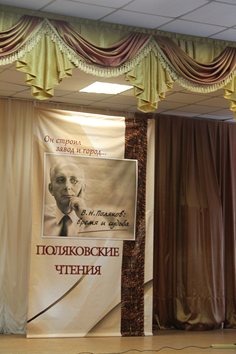 Он строил
завод и город...
В. Н. Поляков:
время и судьба
ПОЛЯКОВСКИЕ
ЧТЕНИЯ